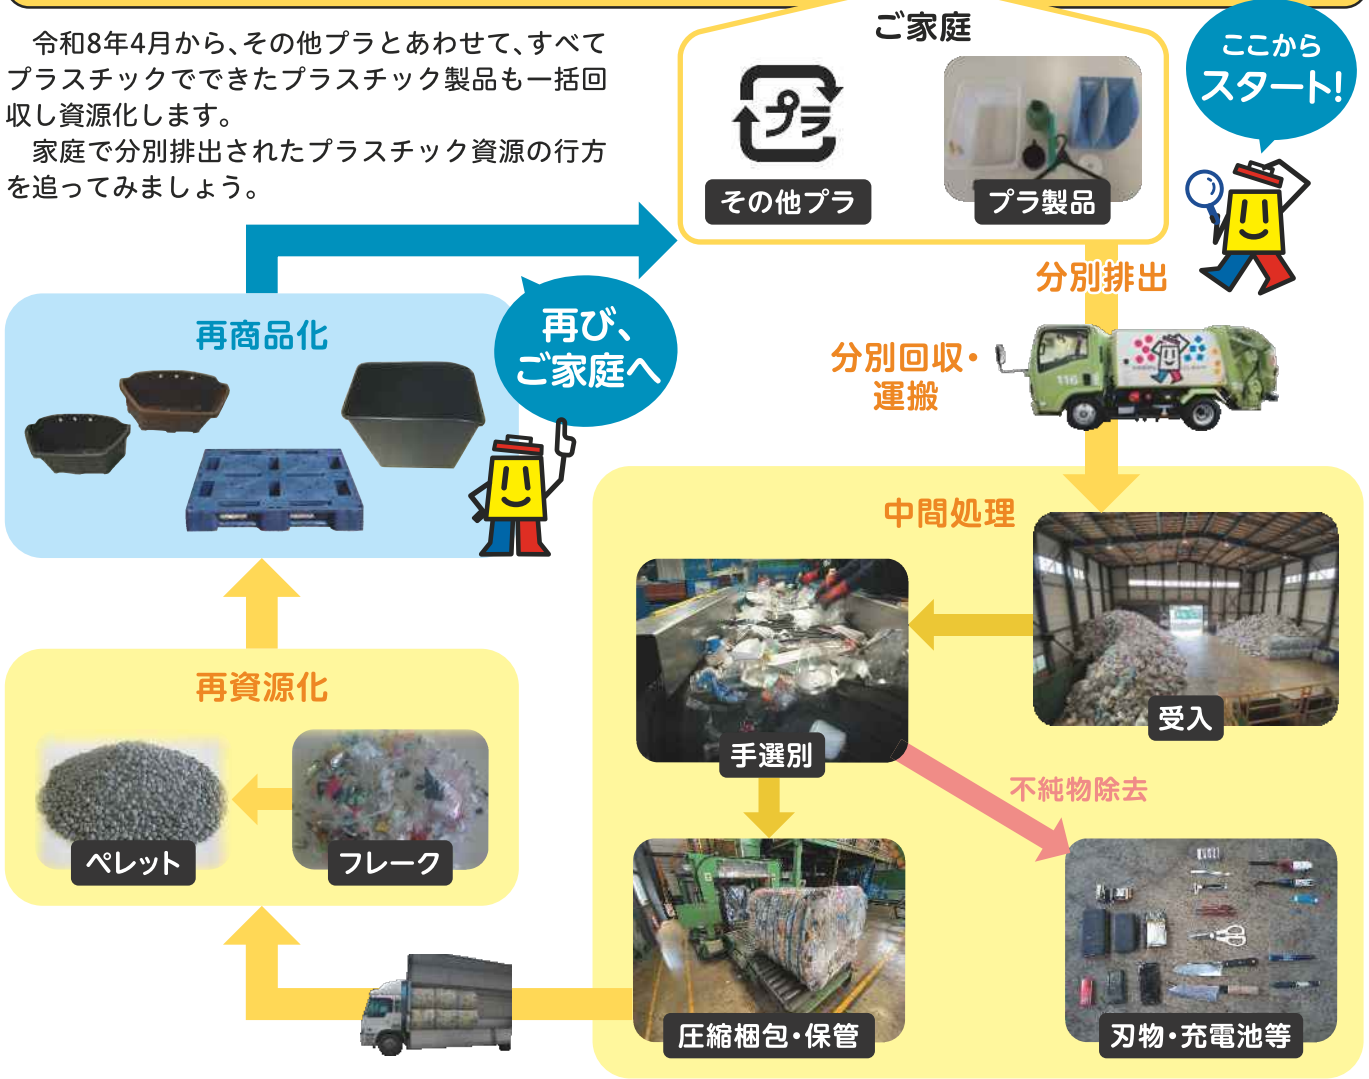 令和8年4月から、その他プラとあわせて、すべて
プラスチックでできたプラスチック製品も一括回
収し資源化します。
家庭で分別排出されたプラスチック資源の行方
を追ってみましょう。
ご家庭
プラ
その他プラ
プラ製品
ここから
スタート!
分別排出
分別回収・
運搬
116
中間処理
受入
手選別
不純物除去
刃物・充電池等
圧縮梱包・保管
再資源化
フレーク
ペレット
再商品化
再び、
ご家庭へ